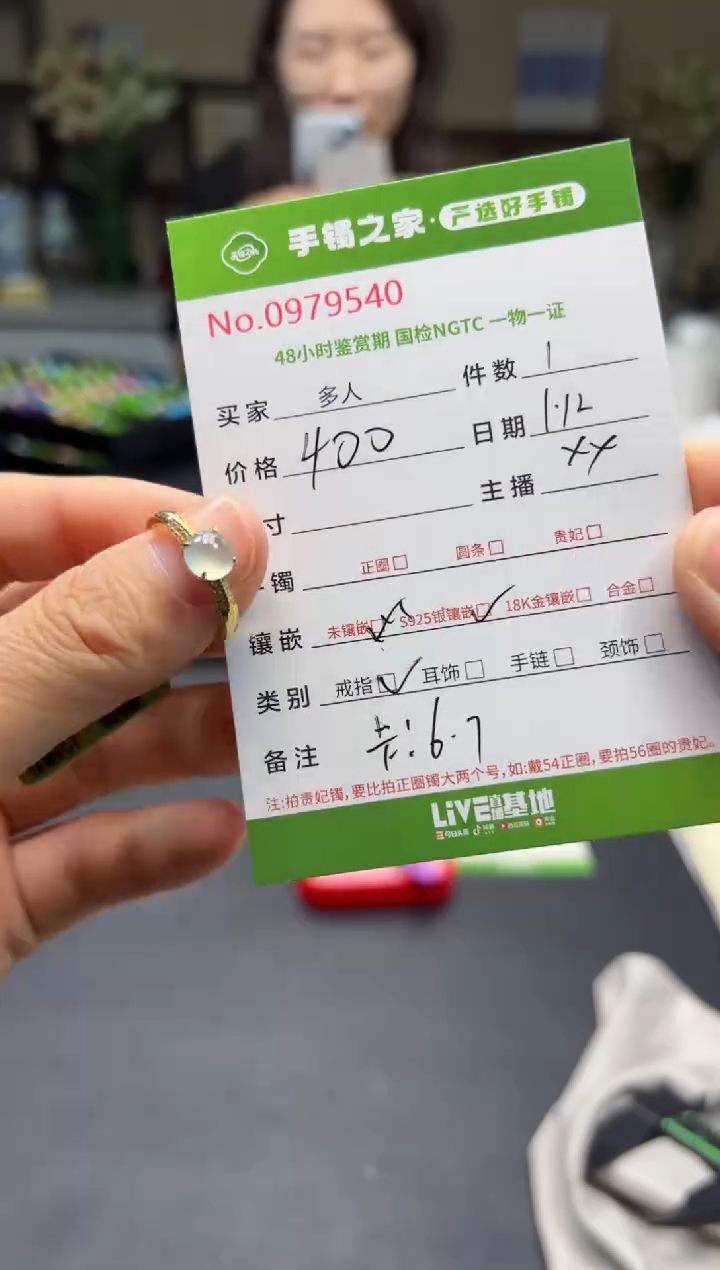 手镯之家·严选好手镯
No.0979540
48小时鉴赏期 国检NGTC 一物一证
买家 多人 件数 1
价格 400 日期 1.12
寸 主播 XX
镯 正圈 圆条 贵妃
镶嵌 未镶嵌 S925银镶嵌 18K金镶嵌 合金
类别 戒指 耳饰 手链 颈饰
备注 :6.7
注:拍贵妃镯,要比拍正圈镯大两个号,如:戴54正圈,要拍56圈的贵妃
LiVE 基地